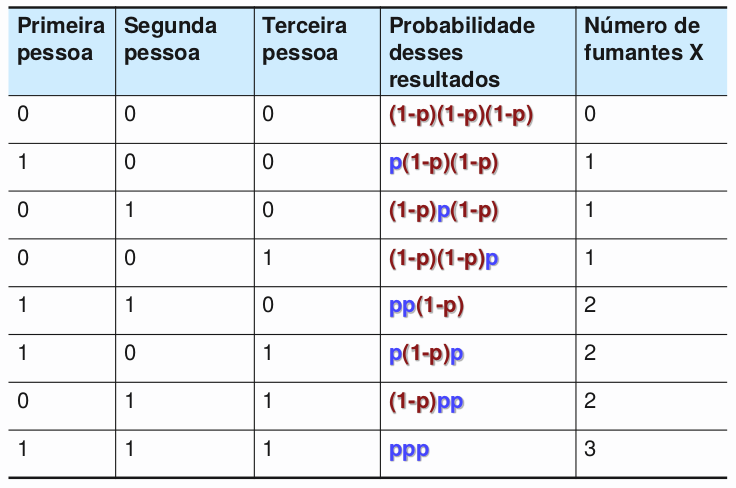 Primeira pessoa | Segunda pessoa | Terceira pessoa | Probabilidade desses resultados | Número de fumantes X
0 | 0 | 0 | (1-p)(1-p)(1-p) | 0
1 | 0 | 0 | p(1-p)(1-p) | 1
0 | 1 | 0 | (1-p)p(1-p) | 1
0 | 0 | 1 | (1-p)(1-p)p | 1
1 | 1 | 0 | pp(1-p) | 2
1 | 0 | 1 | p(1-p)p | 2
0 | 1 | 1 | (1-p)pp | 2
1 | 1 | 1 | ppp | 3